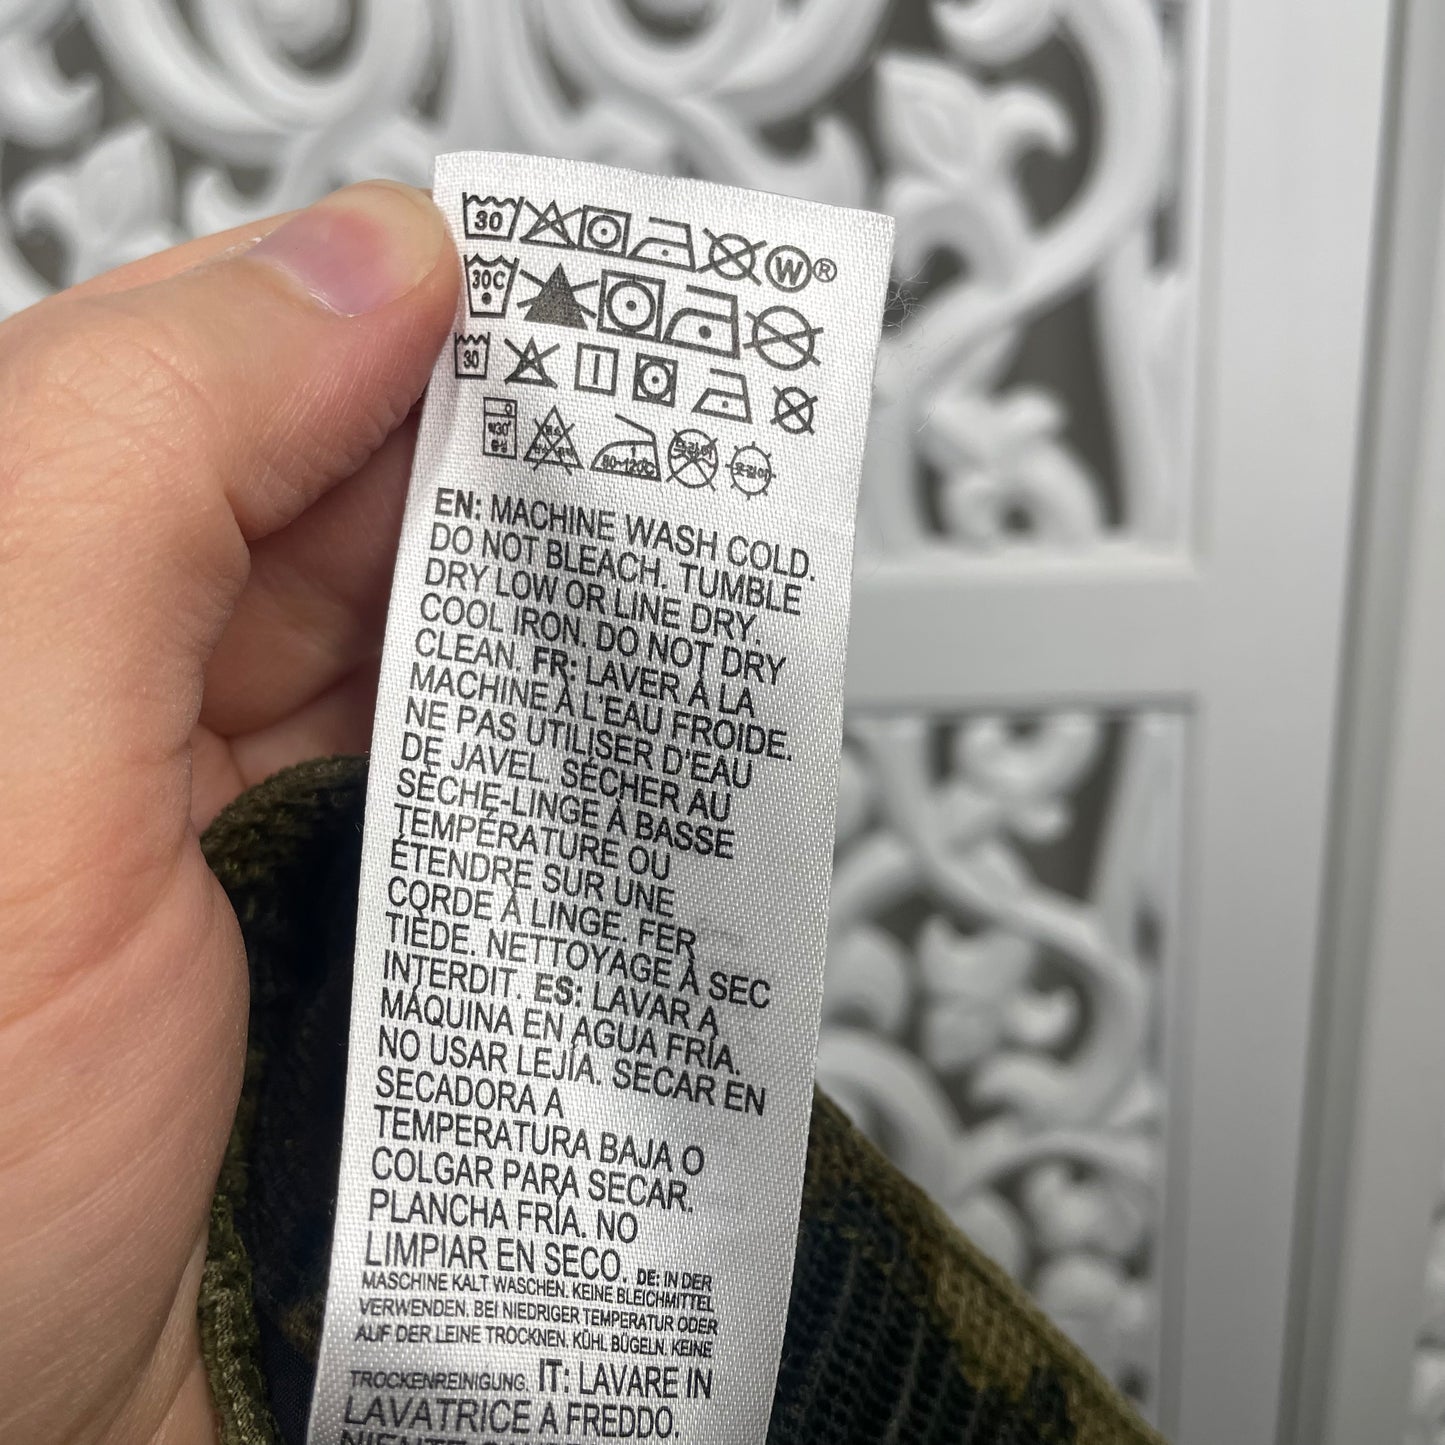 30 W ®
30C
30
80~120℃
EN: MACHINE WASH COLD.
DO NOT BLEACH. TUMBLE
DRY LOW OR LINE DRY.
COOL IRON. DO NOT DRY
CLEAN. FR: LAVER À LA
MACHINE À L'EAU FROIDE.
NE PAS UTILISER D'EAU
DE JAVEL. SÉCHER AU
SÈCHE-LINGE À BASSE
TEMPÉRATURE OU
ÉTENDRE SUR UNE
CORDE À LINGE. FER
TIÈDE. NETTOYAGE À SEC
INTERDIT. ES: LAVAR A
MÁQUINA EN AGUA FRÍA.
NO USAR LEJÍA. SECAR EN
SECADORA A
TEMPERATURA BAJA O
COLGAR PARA SECAR.
PLANCHA FRÍA. NO
LIMPIAR EN SECO. DE: IN DER
MASCHINE KALT WASCHEN. KEINE BLEICHMITTEL
VERWENDEN. BEI NIEDRIGER TEMPERATUR ODER
AUF DER LEINE TROCKNEN. KÜHL BÜGELN. KEINE
TROCKENREINIGUNG. IT: LAVARE IN
LAVATRICE A FREDDO.
NIENTE